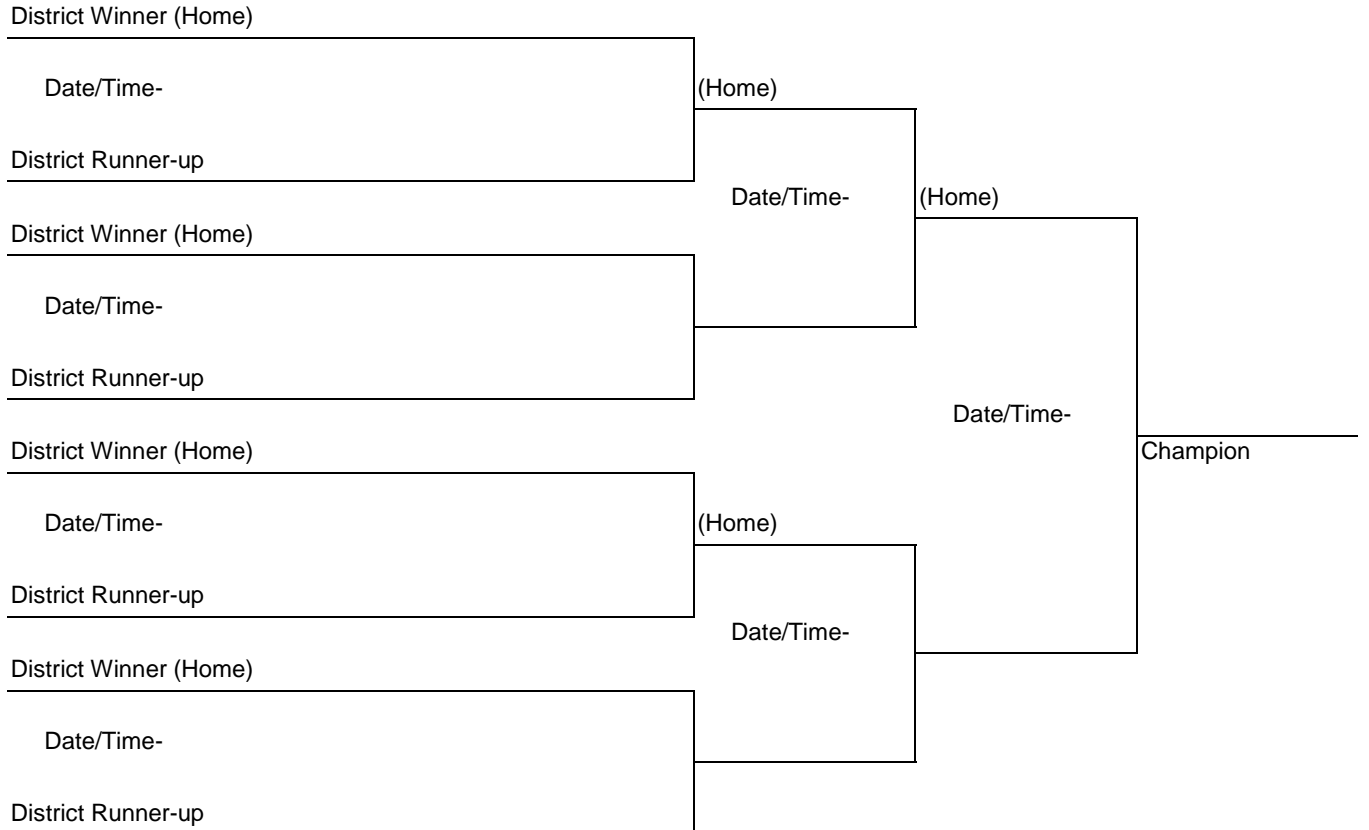 District Winner (Home)
Date/Time-
(Home)
District Runner-up
Date/Time-
(Home)
District Winner (Home)
Date/Time-
District Runner-up
Date/Time-
District Winner (Home)
Champion
Date/Time-
(Home)
District Runner-up
Date/Time-
District Winner (Home)
Date/Time-
District Runner-up